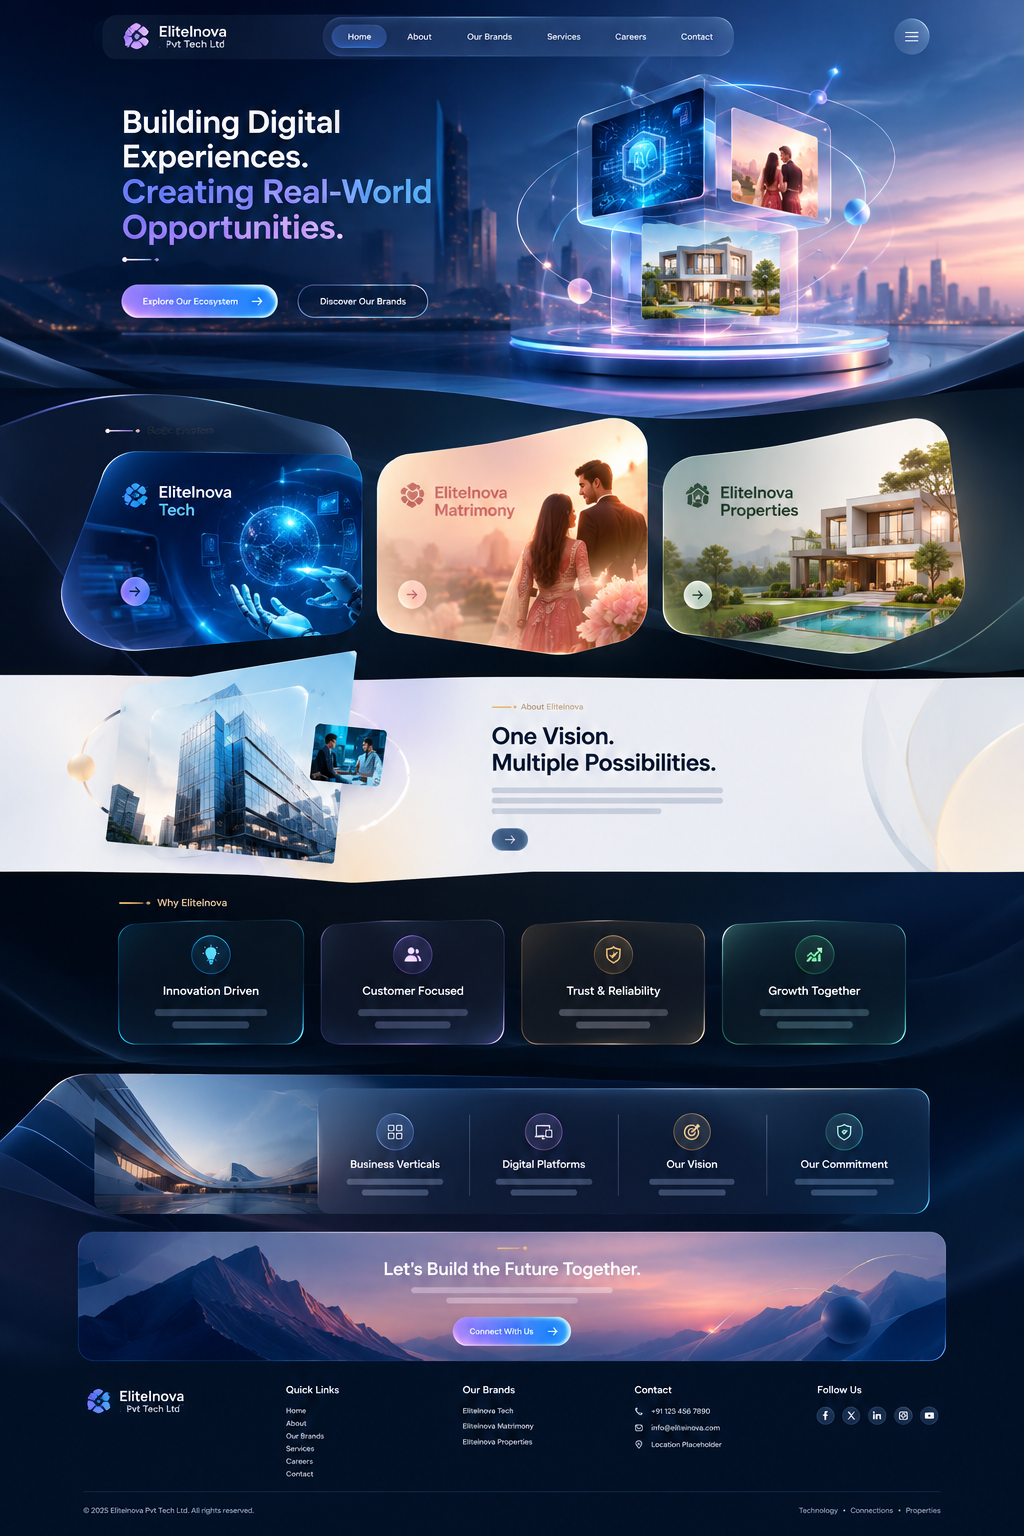 EliteInova
Pvt Tech Ltd
Home
About
Our Brands
Services
Careers
Contact
Building Digital
Experiences.
Creating Real-World
Opportunities.
Explore Our Ecosystem
Discover Our Brands
EliteInova
Tech
EliteInova
Matrimony
EliteInova
Properties
About EliteInova
One Vision.
Multiple Possibilities.
Why EliteInova
Innovation Driven
Customer Focused
Trust & Reliability
Growth Together
Business Verticals
Digital Platforms
Our Vision
Our Commitment
Let's Build the Future Together.
Connect With Us
EliteInova
Pvt Tech Ltd
Quick Links
Home
About
Our Brands
Services
Careers
Contact
Our Brands
EliteInova Tech
EliteInova Matrimony
EliteInova Properties
Contact
+91 123 456 7890
info@eliteinova.com
Location Placeholder
Follow Us
© 2025 EliteInova Pvt Tech Ltd. All rights reserved.
Technology • Connections • Properties